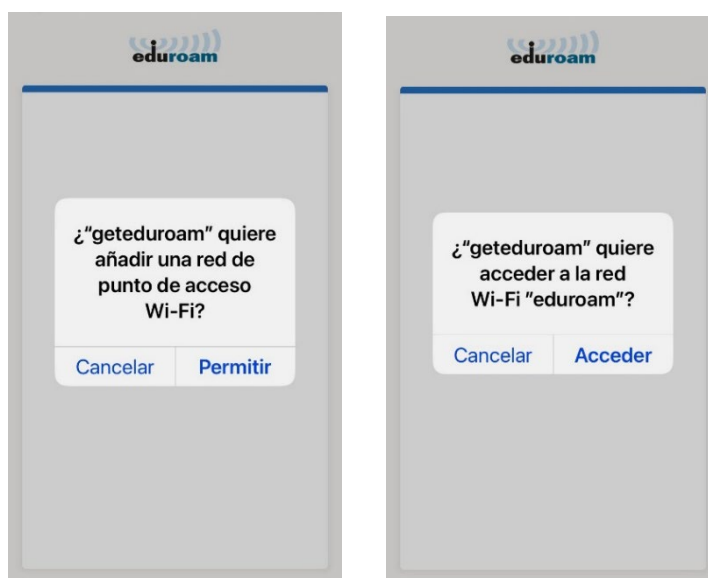 eduroam
¿“geteduroam” quiere
añadir una red de
punto de acceso
Wi-Fi?
Cancelar Permitir
eduroam
¿“geteduroam” quiere
acceder a la red
Wi-Fi "eduroam"?
Cancelar Acceder